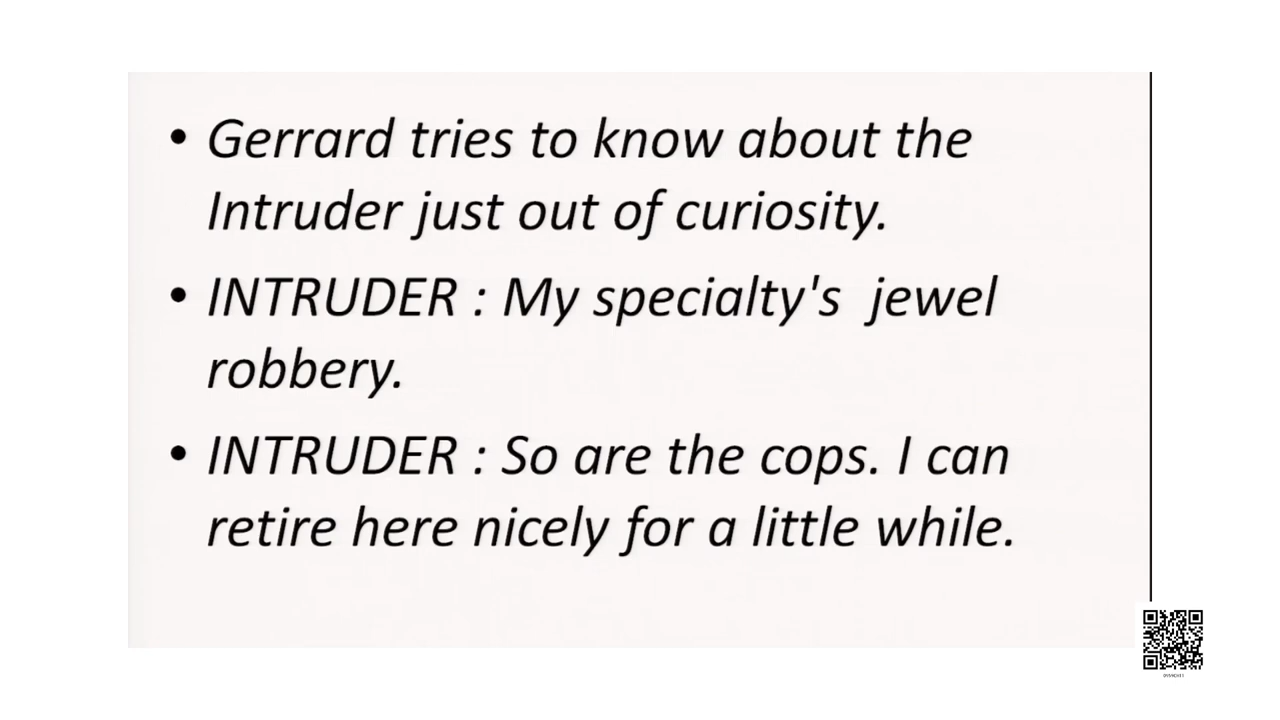 • Gerrard tries to know about the
Intruder just out of curiosity.
• INTRUDER : My specialty's  jewel
robbery.
• INTRUDER : So are the cops. I can
retire here nicely for a little while.